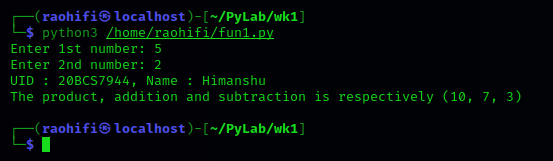 ┌──(raohifi㉿localhost)-[~/PyLab/wk1]
└─$ python3 /home/raohifi/fun1.py
Enter 1st number: 5
Enter 2nd number: 2
UID : 20BCS7944, Name : Himanshu
The product, addition and subtraction is respectively (10, 7, 3)
┌──(raohifi㉿localhost)-[~/PyLab/wk1]
└─$